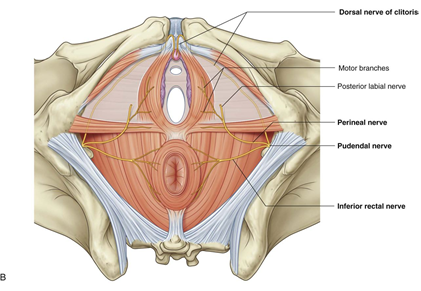 Dorsal nerve of clitoris
Motor branches
Posterior labial nerve
Perineal nerve
Pudendal nerve
Inferior rectal nerve
B